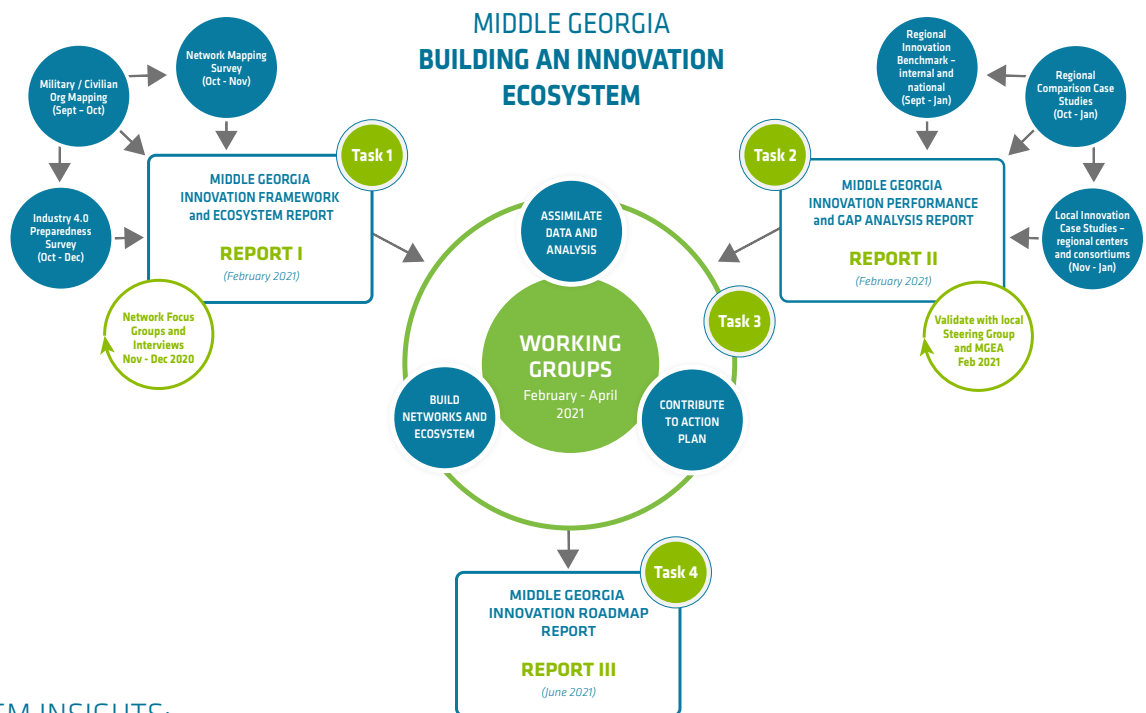 MIDDLE GEORGIA
BUILDING AN INNOVATION
ECOSYSTEM
Military / Civilian
Org Mapping
(Sept – Oct)
Network Mapping
Survey
(Oct - Nov)
Industry 4.0
Preparedness
Survey
(Oct - Dec)
Task 1
MIDDLE GEORGIA
INNOVATION FRAMEWORK
and ECOSYSTEM REPORT
REPORT I
(February 2021)
Network Focus
Groups and
Interviews
Nov - Dec 2020
Regional
Innovation
Benchmark –
internal and
national
(Sept - Jan)
Regional
Comparison Case
Studies
(Oct - Jan)
Local Innovation
Case Studies –
regional centers
and consortiums
(Nov - Jan)
Task 2
MIDDLE GEORGIA
INNOVATION PERFORMANCE
and GAP ANALYSIS REPORT
REPORT II
(February 2021)
Validate with local
Steering Group
and MGEA
Feb 2021
ASSIMILATE
DATA AND
ANALYSIS
Task 3
WORKING
GROUPS
February - April
2021
BUILD
NETWORKS AND
ECOSYSTEM
CONTRIBUTE
TO ACTION
PLAN
Task 4
MIDDLE GEORGIA
INNOVATION ROADMAP
REPORT
REPORT III
(June 2021)
EM INSIGHTS: